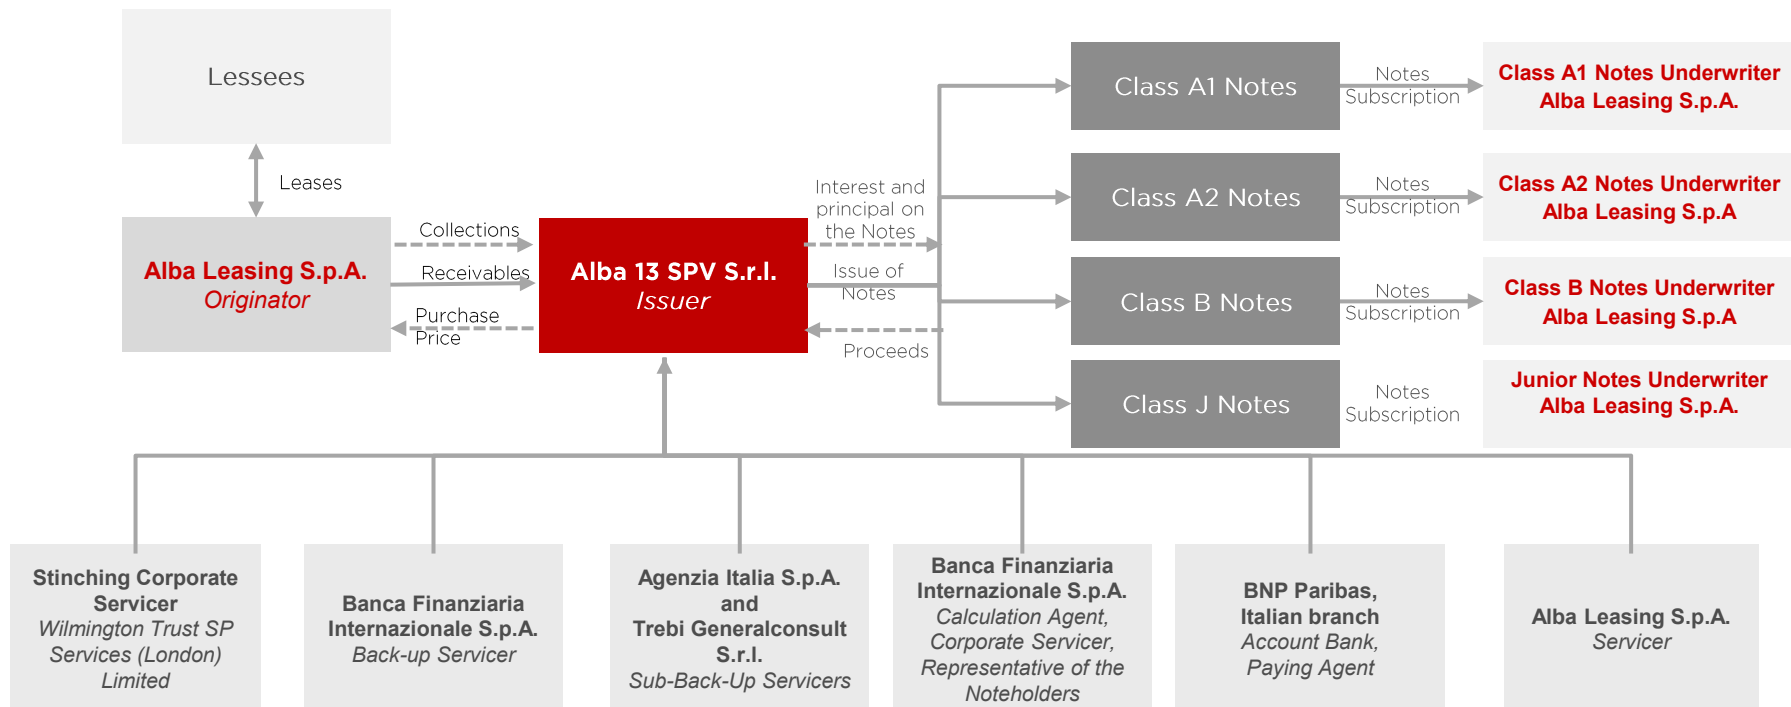 Lessees
Leases
Alba Leasing S.p.A.
Originator
Collections
Receivables
Purchase
Price
Alba 13 SPV S.r.l.
Issuer
Interest and
principal on
the Notes
Issue of
Notes
Proceeds
Class A1 Notes
Notes
Subscription
Class A1 Notes Underwriter
Alba Leasing S.p.A.
Class A2 Notes
Notes
Subscription
Class A2 Notes Underwriter
Alba Leasing S.p.A
Class B Notes
Notes
Subscription
Class B Notes Underwriter
Alba Leasing S.p.A
Class J Notes
Notes
Subscription
Junior Notes Underwriter
Alba Leasing S.p.A.
Stinching Corporate
Servicer
Wilmington Trust SP
Services (London)
Limited
Banca Finanziaria
Internazionale S.p.A.
Back-up Servicer
Agenzia Italia S.p.A.
and
Trebi Generalconsult
S.r.l.
Sub-Back-Up Servicers
Banca Finanziaria
Internazionale S.p.A.
Calculation Agent,
Corporate Servicer,
Representative of the
Noteholders
BNP Paribas,
Italian branch
Account Bank,
Paying Agent
Alba Leasing S.p.A.
Servicer